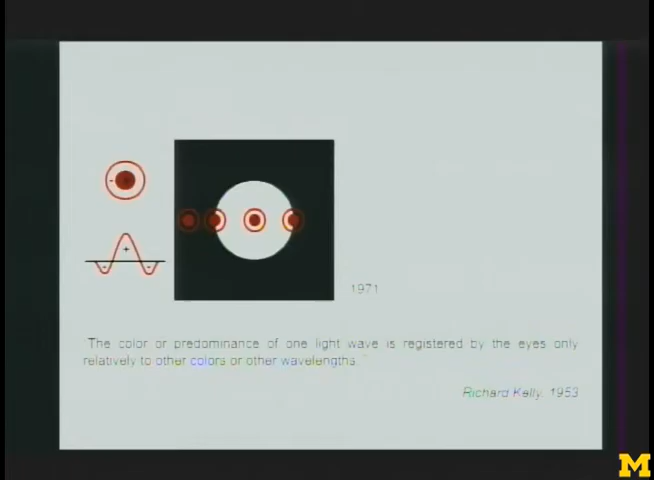 -
+
- -
1971
"The color or predominance of one light wave is registered by the eyes only
relatively to other colors or other wavelengths."
Richard Kelly, 1953
M